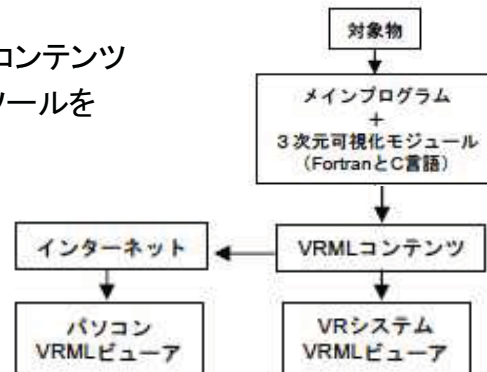 コンテンツ
ツールを
対象物
メインプログラム
+
3次元可視化モジュール
(FortranとC言語)
インターネット
VRMLコンテンツ
パソコン
VRMLビューア
VRシステム
VRMLビューア